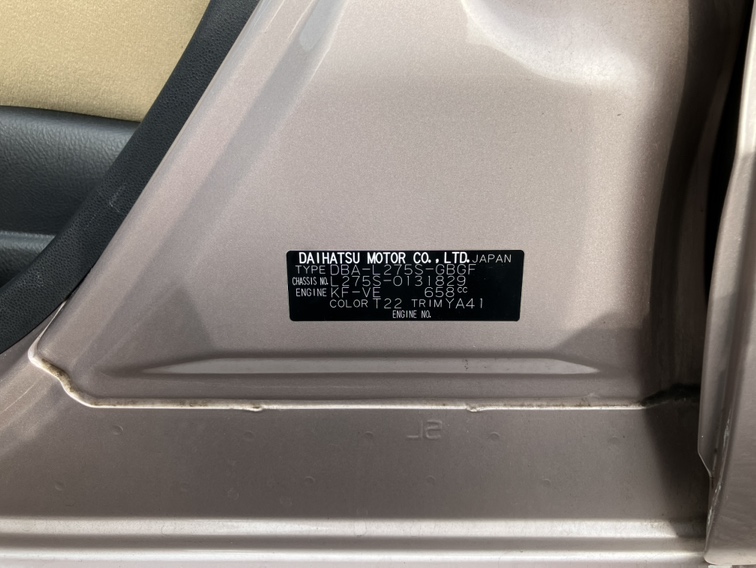 DAIHATSU MOTOR CO., LTD. JAPAN
TYPE DBA-L275S-GBGF
CHASSIS NO. L275S-0131829
ENGINE KF-VE 658cc
COLOR T22 TRIM YA41
ENGINE NO.